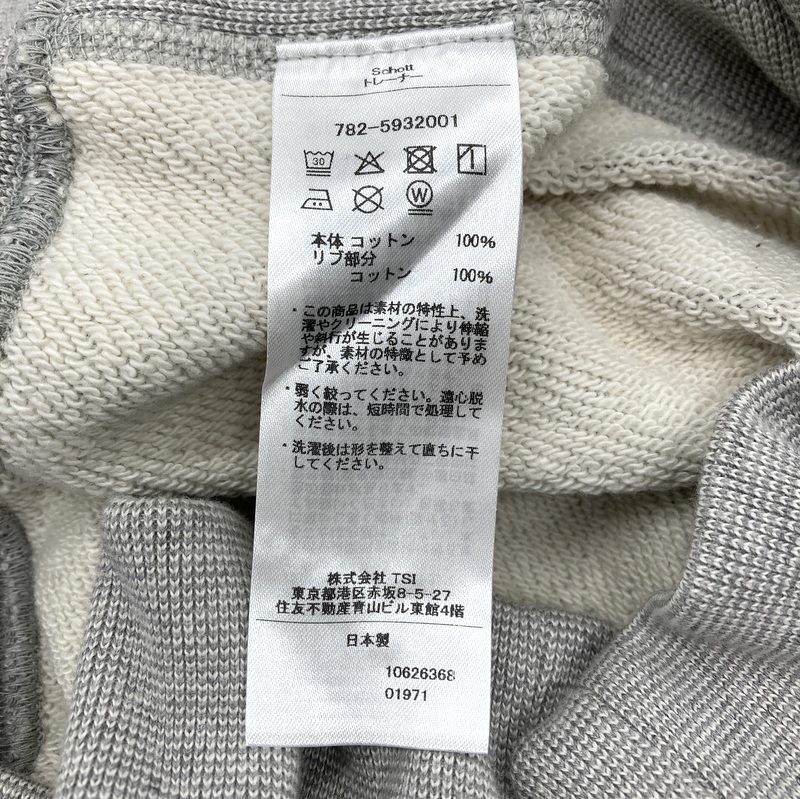 Schott
トレーナー
782-5932001
30
W
本体 コットン 100%
リブ部分
コットン 100%
・この商品は素材の特性上、洗
濯やクリーニングにより伸縮
や斜行が生じることがありま
すが、素材の特徴として予め
ご了承ください。
・弱く絞ってください。遠心脱
水の際は、短時間で処理して
ください。
・洗濯後は形を整えて直ちに干
してください。
株式会社 TSI
東京都港区赤坂8-5-27
住友不動産青山ビル東館4階
日本製
10626368
01971